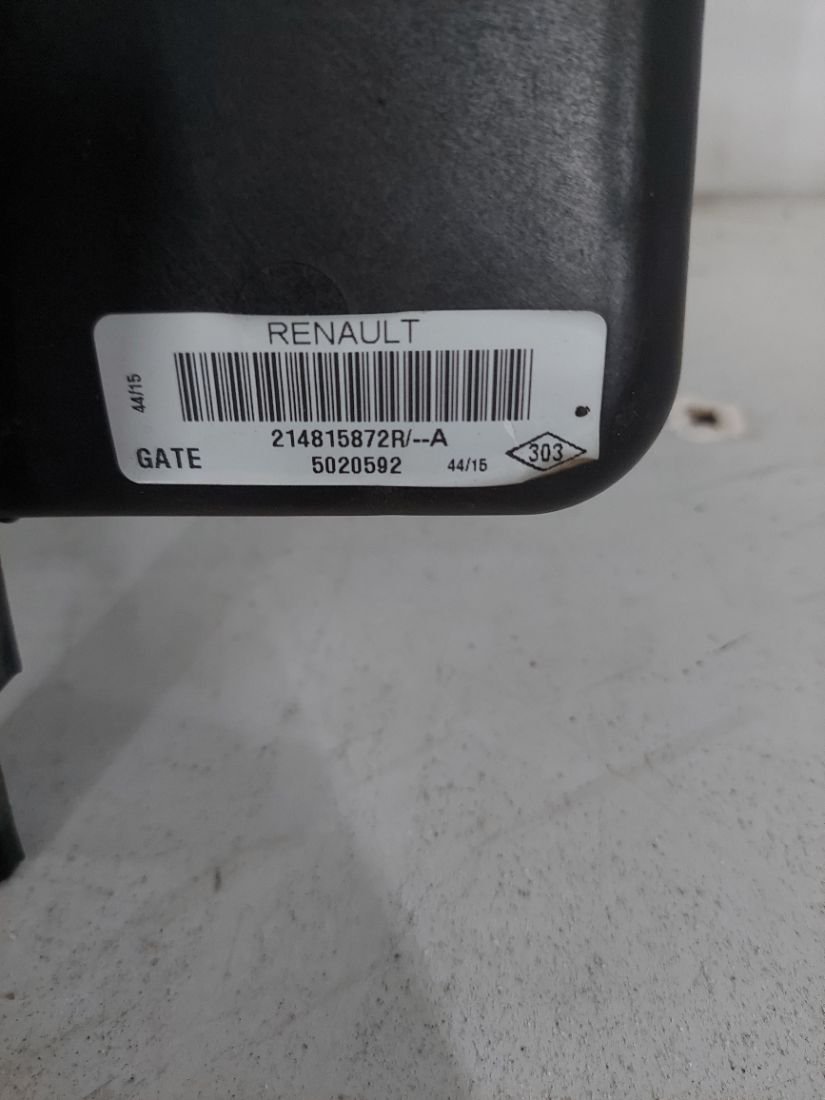 RENAULT
44/15
214815872R/--A
GATE
5020592
44/15
303